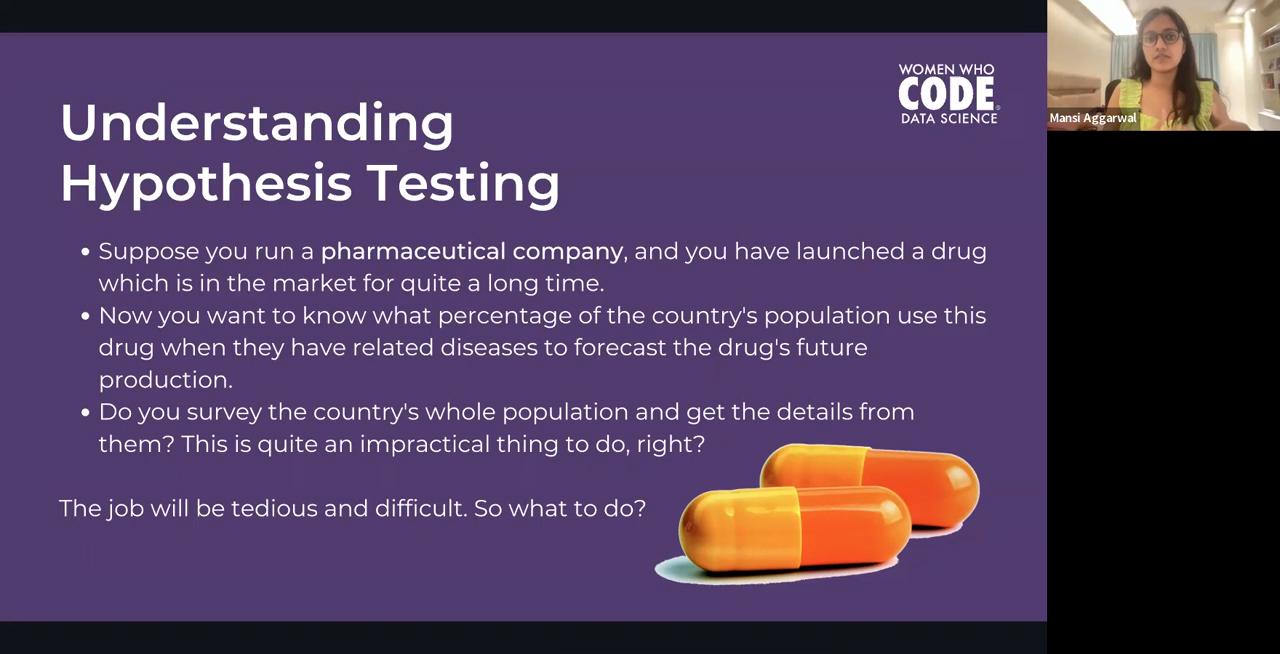 WOMEN WHO
CODE
DATA SCIENCE
Understanding
Hypothesis Testing
• Suppose you run a pharmaceutical company, and you have launched a drug
which is in the market for quite a long time.
• Now you want to know what percentage of the country's population use this
drug when they have related diseases to forecast the drug's future
production.
• Do you survey the country's whole population and get the details from
them? This is quite an impractical thing to do, right?
The job will be tedious and difficult. So what to do?
Mansi Aggarwal